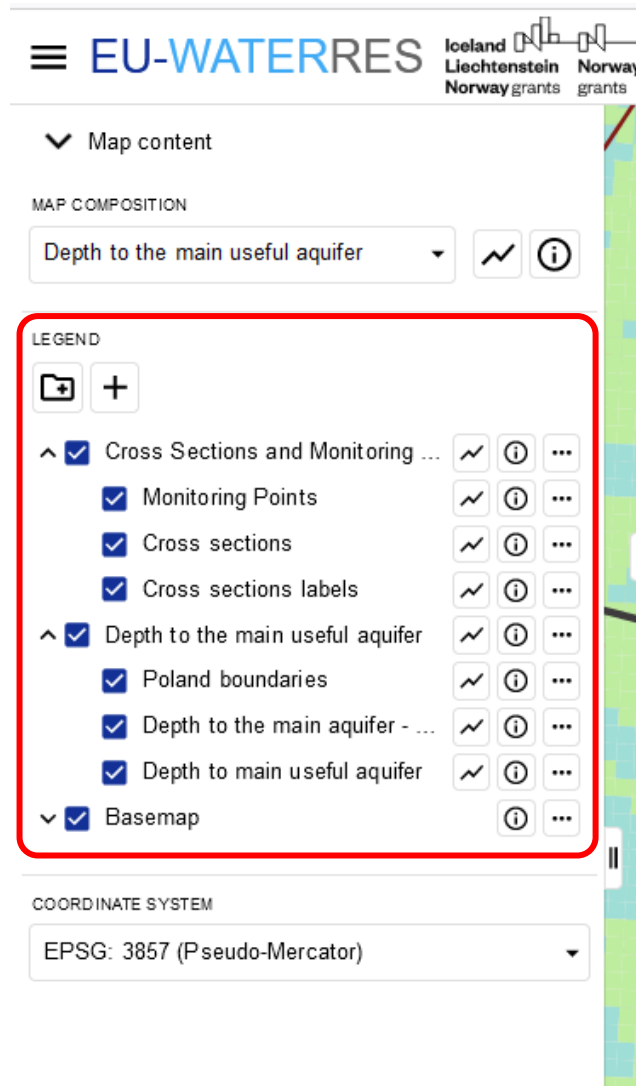 EU-WATERRES
Iceland
Liechtenstein
Norway grants
Norway
grants
Map content
MAP COMPOSITION
Depth to the main useful aquifer
LEGEND
Cross Sections and Monitoring ...
Monitoring Points
Cross sections
Cross sections labels
Depth to the main useful aquifer
Poland boundaries
Depth to the main aquifer - ...
Depth to main useful aquifer
Basemap
COORDINATE SYSTEM
EPSG: 3857 (Pseudo-Mercator)